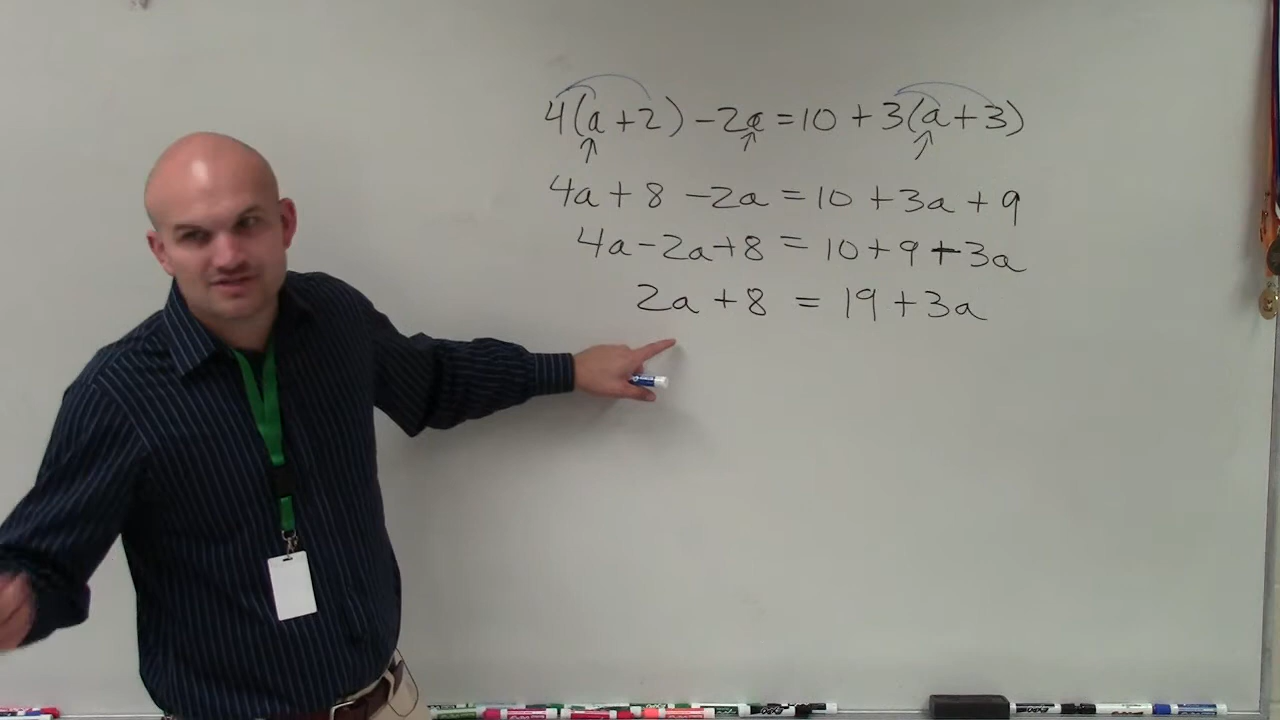 4(a+2) -2a = 10 + 3(a+3)
4a + 8 -2a = 10 + 3a + 9
4a - 2a + 8 = 10 + 9 + 3a
2a + 8 = 19 + 3a